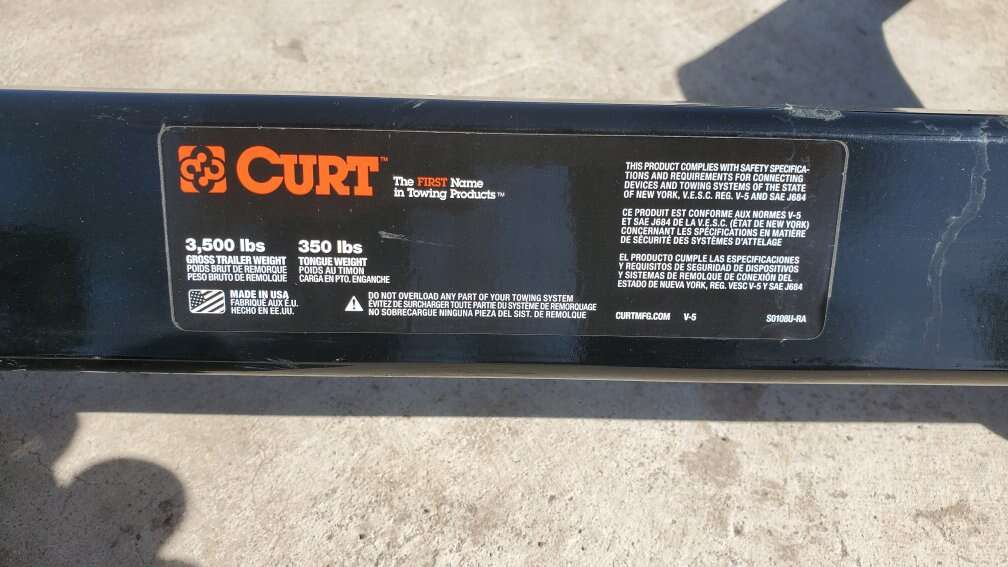 CURT™
The FIRST Name
in Towing Products™
3,500 lbs
GROSS TRAILER WEIGHT
POIDS BRUT DE REMORQUE
PESO BRUTO DE REMOLQUE
350 lbs
TONGUE WEIGHT
POIDS AU TIMON
CARGA EN PTO. ENGANCHE
MADE IN USA
FABRIQUÉ AUX É.U.
HECHO EN EE.UU.
DO NOT OVERLOAD ANY PART OF YOUR TOWING SYSTEM
ÉVITEZ DE SURCHARGER TOUTE PARTIE DU SYSTÈME DE REMORQUAGE
NO SOBRECARGUE NINGUNA PIEZA DEL SIST. DE REMOLQUE
THIS PRODUCT COMPLIES WITH SAFETY SPECIFICA-
TIONS AND REQUIREMENTS FOR CONNECTING
DEVICES AND TOWING SYSTEMS OF THE STATE
OF NEW YORK, V.E.S.C. REG. V-5 AND SAE J684
CE PRODUIT EST CONFORME AUX NORMES V-5
ET SAE J684 DE LA V.E.S.C. (ÉTAT DE NEW YORK)
CONCERNANT LES SPÉCIFICATIONS EN MATIÈRE
DE SÉCURITÉ DES SYSTÈMES D'ATTELAGE
EL PRODUCTO CUMPLE LAS ESPECIFICACIONES
Y REQUISITOS DE SEGURIDAD DE DISPOSITIVOS
Y SISTEMAS DE REMOLQUE DE CONEXIÓN DEL
ESTADO DE NUEVA YORK, REG. VESC V-5 Y SAE J684
CURTMFG.COM V-5 S0108U-RA